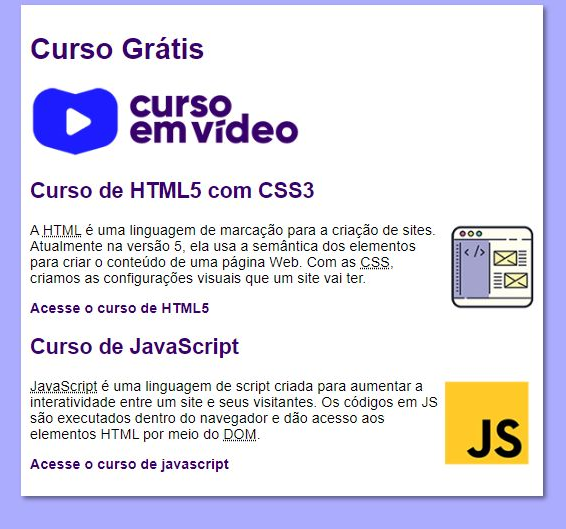 Curso Grátis
curso
em vídeo
Curso de HTML5 com CSS3
A HTML é uma linguagem de marcação para a criação de sites.
Atualmente na versão 5, ela usa a semântica dos elementos
para criar o conteúdo de uma página Web. Com as CSS,
criamos as configurações visuais que um site vai ter.
</>
Acesse o curso de HTML5
Curso de JavaScript
JavaScript é uma linguagem de script criada para aumentar a
interatividade entre um site e seus visitantes. Os códigos em JS
são executados dentro do navegador e dão acesso aos
elementos HTML por meio do DOM.
JS
Acesse o curso de javascript